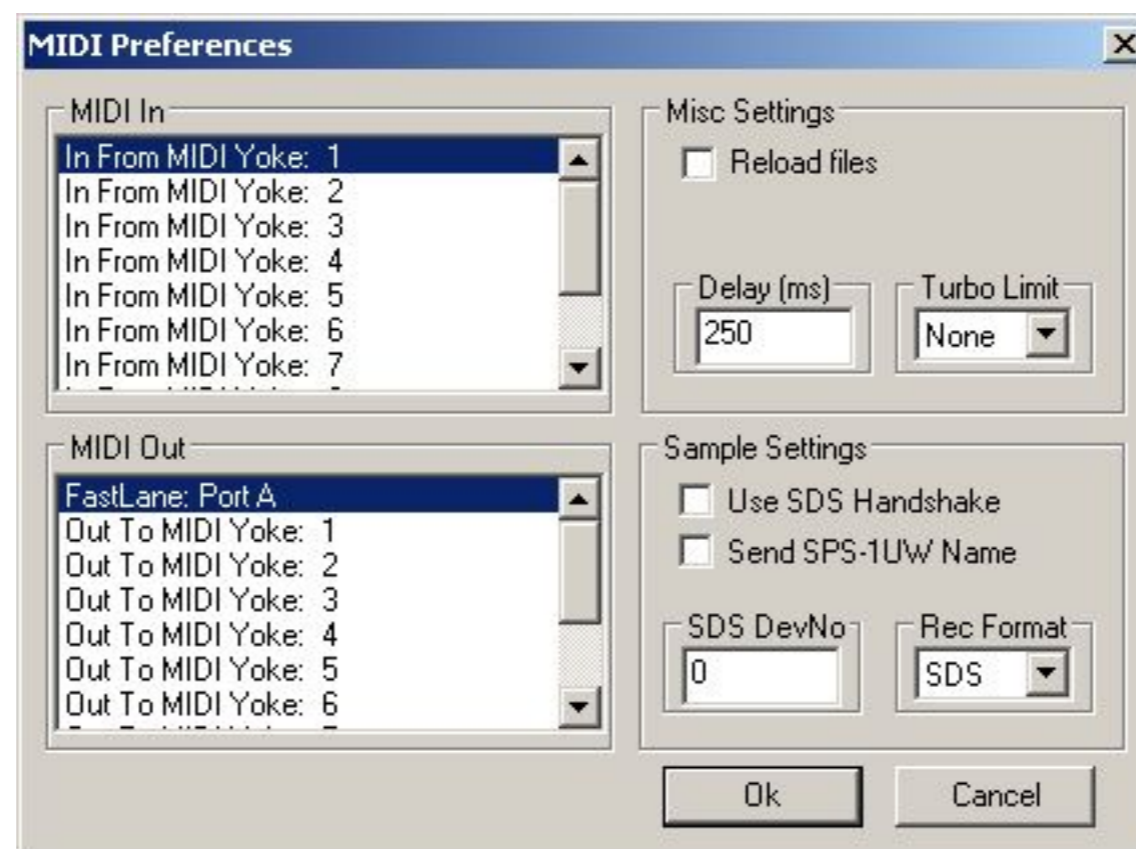 MIDI Preferences
MIDI In
In From MIDI Yoke: 1
In From MIDI Yoke: 2
In From MIDI Yoke: 3
In From MIDI Yoke: 4
In From MIDI Yoke: 5
In From MIDI Yoke: 6
In From MIDI Yoke: 7
Misc Settings
Reload files
Delay (ms)
250
Turbo Limit
None
MIDI Out
FastLane: Port A
Out To MIDI Yoke: 1
Out To MIDI Yoke: 2
Out To MIDI Yoke: 3
Out To MIDI Yoke: 4
Out To MIDI Yoke: 5
Out To MIDI Yoke: 6
Sample Settings
Use SDS Handshake
Send SPS-1UW Name
SDS DevNo
0
Rec Format
SDS
Ok
Cancel